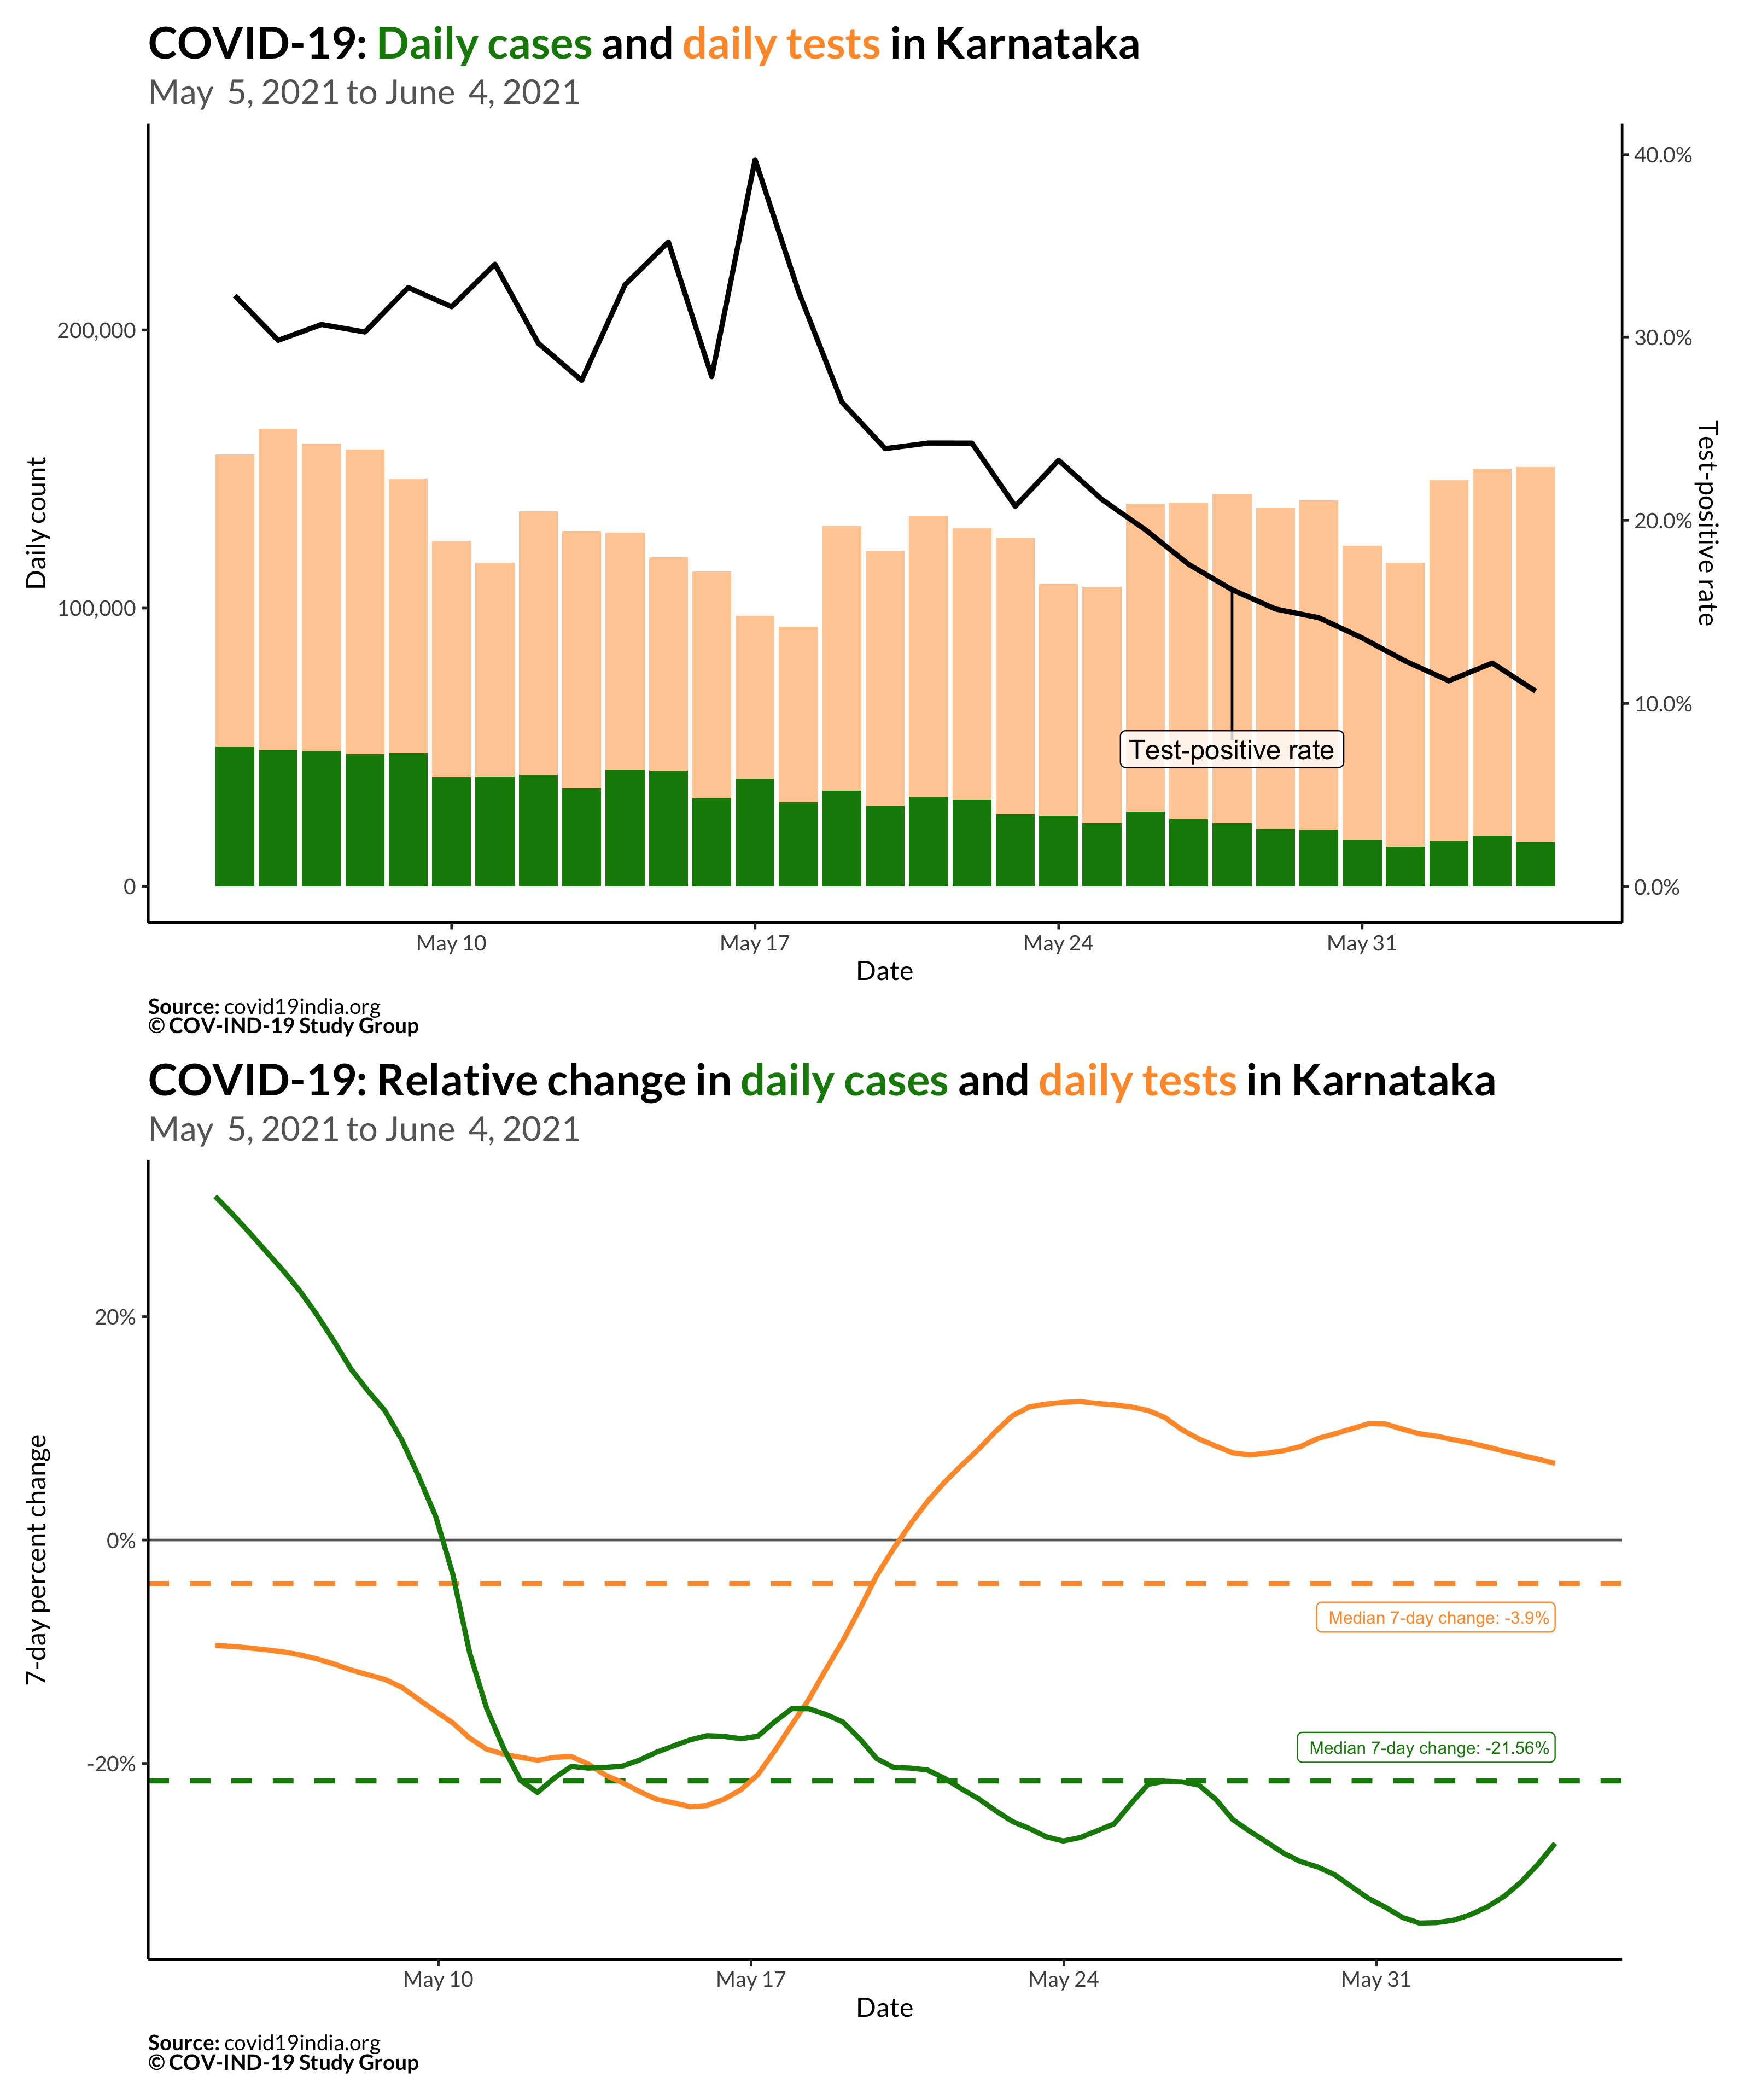 COVID-19: Daily cases and daily tests in Karnataka
May 5, 2021 to June 4, 2021
40.0%
200,000
30.0%
Daily count
Test-positive rate
20.0%
100,000
10.0%
Test-positive rate
0
0.0%
May 10
May 17
May 24
May 31
Date
Source: covid19india.org
© COV-IND-19 Study Group
COVID-19: Relative change in daily cases and daily tests in Karnataka
May 5, 2021 to June 4, 2021
20%
7-day percent change
0%
Median 7-day change: -3.9%
Median 7-day change: -21.56%
-20%
May 10
May 17
May 24
May 31
Date
Source: covid19india.org
© COV-IND-19 Study Group